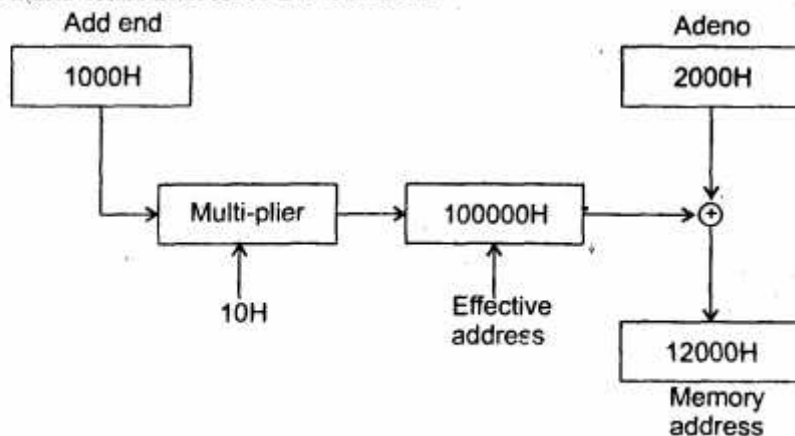 Add end
Adeno
1000H
2000H
Multi-plier
100000H
+
10H
Effective
address
12000H
Memory
address